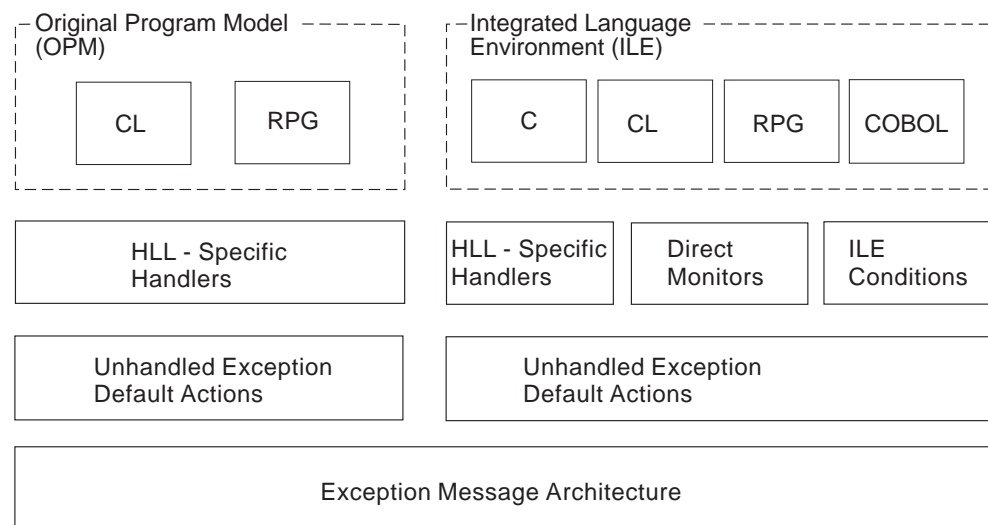 Original Program Model
(OPM)
CL
RPG
Integrated Language
Environment (ILE)
C
CL
RPG
COBOL
HLL - Specific
Handlers
HLL - Specific
Handlers
Direct
Monitors
ILE
Conditions
Unhandled Exception
Default Actions
Unhandled Exception
Default Actions
Exception Message Architecture